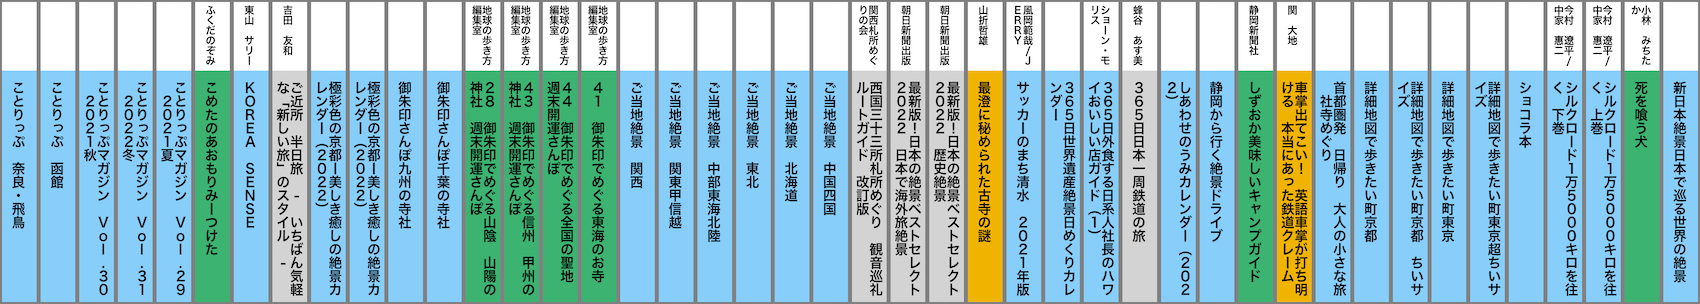 新日本絶景日本で巡る世界の絶景
小林 みちた
か
死を喰う犬
今村 遼平/
中家 惠二
シルクロード1万5000キロを往
く 上巻
今村 遼平/
中家 惠二
シルクロード1万5000キロを往
く 下巻
ショコラ本
詳細地図で歩きたい町東京超ちいサ
イズ
詳細地図で歩きたい町東京
詳細地図で歩きたい町京都 ちいサ
イズ
詳細地図で歩きたい町京都
首都圏発 日帰り 大人の小さな旅
社寺めぐり
関 大地
車掌出てこい! 英語車掌が打ち明
ける 本当にあった鉄道クレーム
静岡新聞社
しずおか美味しいキャンプガイド
静岡から行く絶景ドライブ
しあわせのうみカレンダー(202
2)
蜂谷 あす美
365日日本一周鉄道の旅
ショーン・モ
リス
365日外食する日系人社長のハワ
イおいしい店ガイド(1)
365日世界遺産絶景日めくりカレ
ンダー
風岡範哉/J
ERRY
サッカーのまち清水 2021年版
山折哲雄
最澄に秘められた古寺の謎
朝日新聞出版
最新版!日本の絶景ベストセレクト
2022 歴史絶景
朝日新聞出版
最新版!日本の絶景ベストセレクト
2022 日本で海外旅絶景
関西札所めぐ
りの会
西国三十三所札所めぐり 観音巡礼
ルートガイド 改訂版
ご当地絶景 中国四国
ご当地絶景 北海道
ご当地絶景 東北
ご当地絶景 中部東海北陸
ご当地絶景 関東甲信越
ご当地絶景 関西
地球の歩き方
編集室
41 御朱印でめぐる東海のお寺
地球の歩き方
編集室
44 御朱印でめぐる全国の聖地
週末開運さんぽ
地球の歩き方
編集室
43 御朱印でめぐる信州 甲州の
神社 週末開運さんぽ
地球の歩き方
編集室
28 御朱印でめぐる山陰 山陽の
神社 週末開運さんぽ
御朱印さんぽ千葉の寺社
御朱印さんぽ九州の寺社
極彩色の京都ー美しき癒しの絶景カ
レンダー(2022)
極彩色の京都ー美しき癒しの絶景カ
レンダー(2022)
吉田 友和
ご近所 半日旅 - いちばん気軽
な「新しい旅」のスタイル -
東山 サリー
KOREA SENSE
ふくだのぞみ
こめたのあおもりみーつけた
ことりっぷマガジン Vol.29
2021夏
ことりっぷマガジン Vol.31
2022冬
ことりっぷマガジン Vol.30
2021秋
ことりっぷ 函館
ことりっぷ 奈良・飛鳥